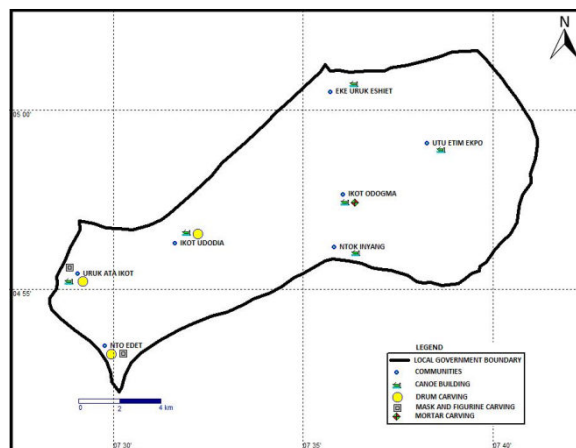 N
05 00'
EKE URUK ESHIET
UTU ETIM EKPO
IKOT ODOGMA
IKOT UDODIA
NTOK INYANG
URUK ATA IKOT
04 55'
NTO EDET
LEGEND
LOCAL GOVERNMENT BOUNDARY
COMMUNITIES
CANOE BUILDING
DRUM CARVING
MASK AND FIGURINE CARVING
MORTAR CARVING
0 2 4 km
07 30' 07 35' 07 40'